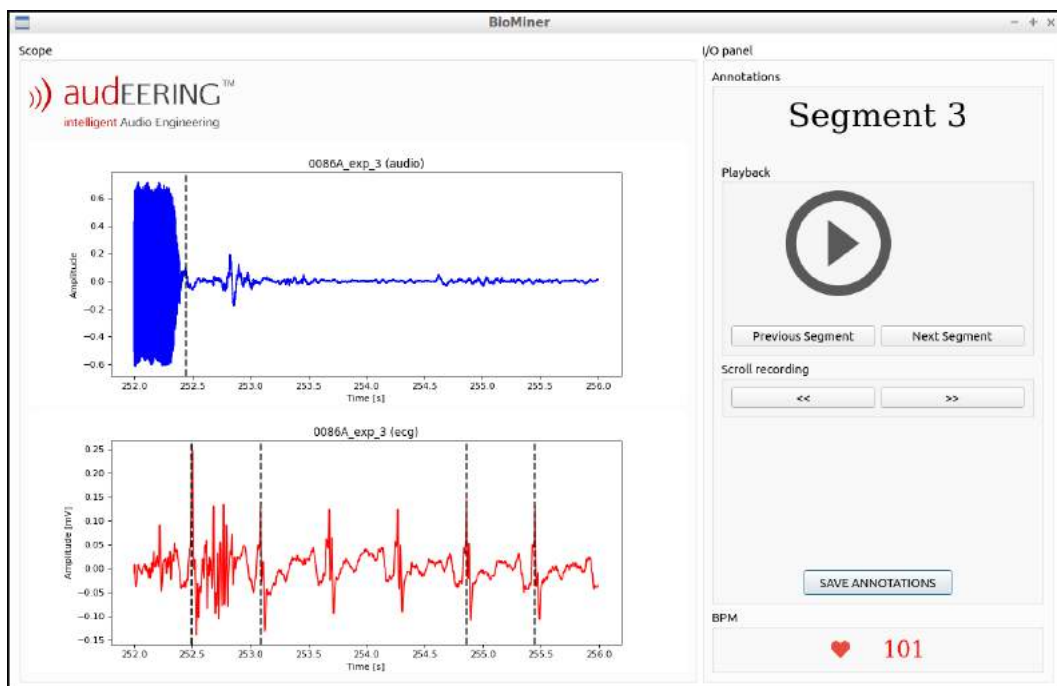 BioMiner
Scope
I/O panel
audEERING™
intelligent Audio Engineering
0086A_exp_3 (audio)
Amplitude
0.6
0.4
0.2
0.0
−0.2
−0.4
−0.6
252.0 252.5 253.0 253.5 254.0 254.5 255.0 255.5 256.0
Time [s]
0086A_exp_3 (ecg)
Amplitude [mV]
0.25
0.20
0.15
0.10
0.05
0.00
−0.05
−0.10
−0.15
252.0 252.5 253.0 253.5 254.0 254.5 255.0 255.5 256.0
Time [s]
Annotations
Segment 3
Playback
Previous Segment Next Segment
Scroll recording
<< >>
SAVE ANNOTATIONS
BPM
101